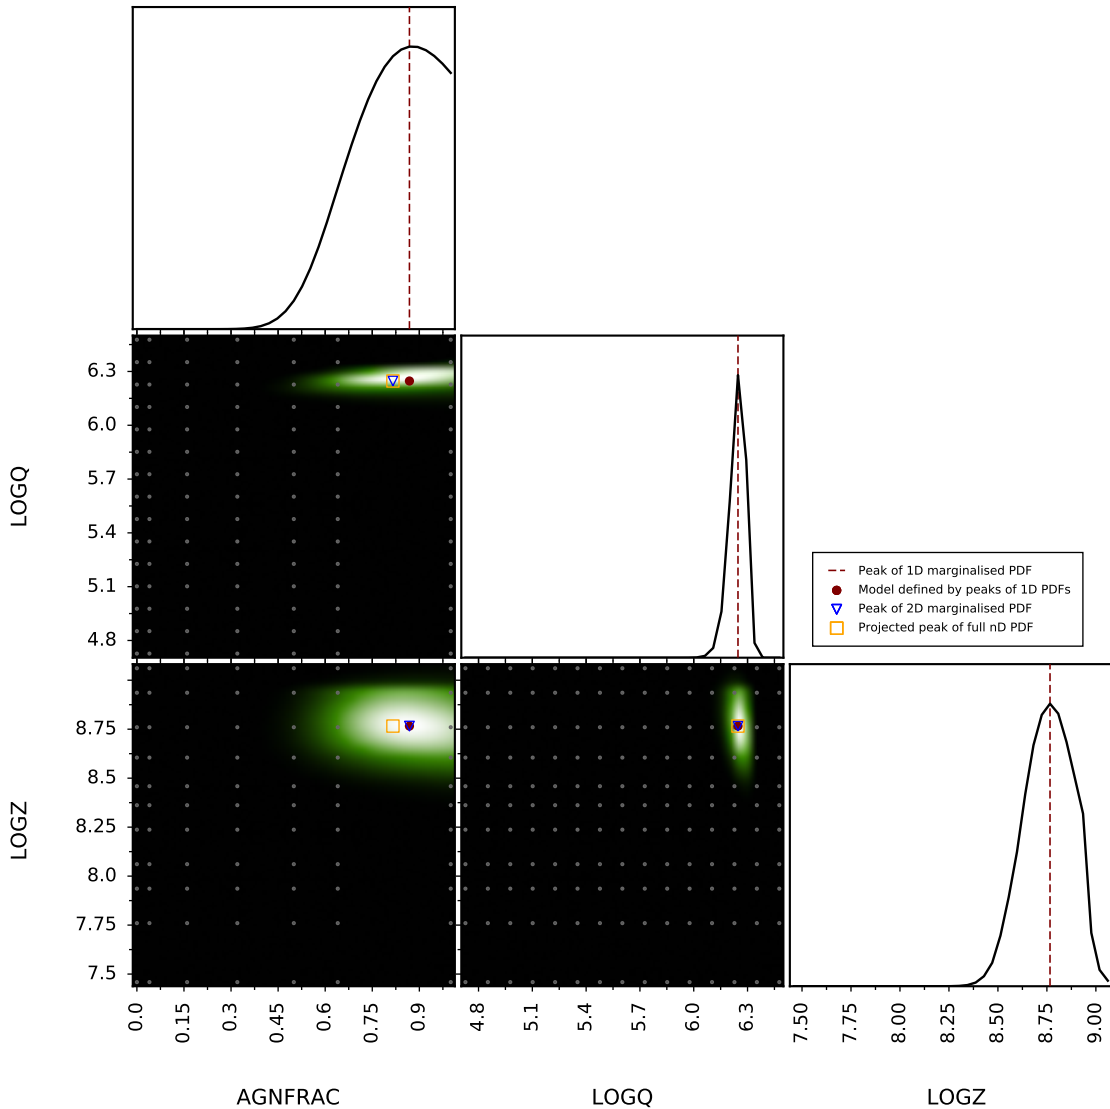 6.3
6.0
5.7
5.4
5.1
4.8
LOGQ
Peak of 1D marginalised PDF
Model defined by peaks of 1D PDFs
Peak of 2D marginalised PDF
Projected peak of full nD PDF
8.75
8.5
8.25
8.0
7.75
7.5
LOGZ
0.0 0.15 0.3 0.45 0.6 0.75 0.9
4.8 5.1 5.4 5.7 6.0 6.3
7.50 7.75 8.00 8.25 8.50 8.75 9.00
AGNFRAC LOGQ LOGZ